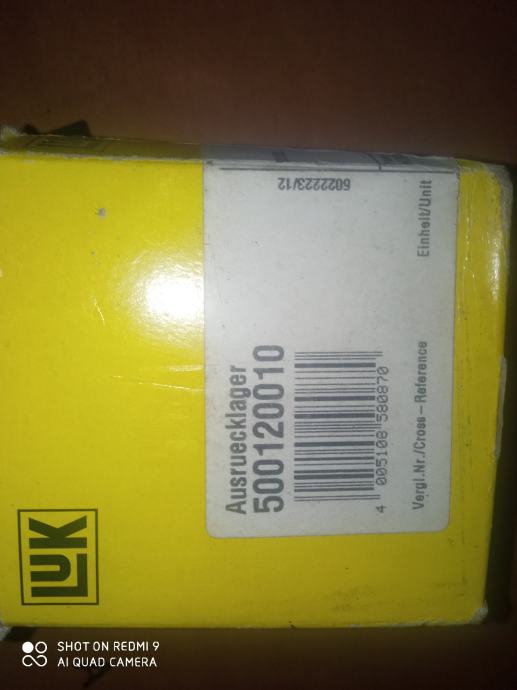 LUK
Ausruecklager
500120010
4 005108 580870
Vergl.Nr./Cross–Reference
Einheit/Unit
6022223/12
SHOT ON REDMI 9
AI QUAD CAMERA